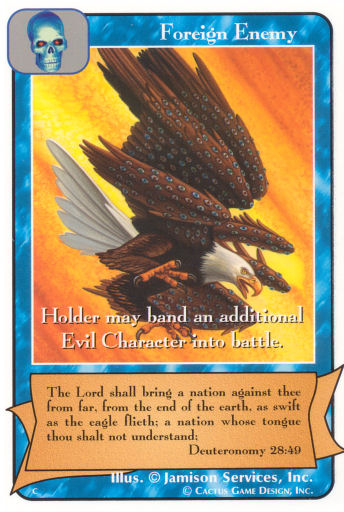 Foreign Enemy
Holder may band an additional
Evil Character into battle.
The Lord shall bring a nation against thee
from far, from the end of the earth, as swift
as the eagle flieth; a nation whose tongue
thou shalt not understand;
Deuteronomy 28:49
Illus. © Jamison Services, Inc.
C
© Cactus Game Design, Inc.